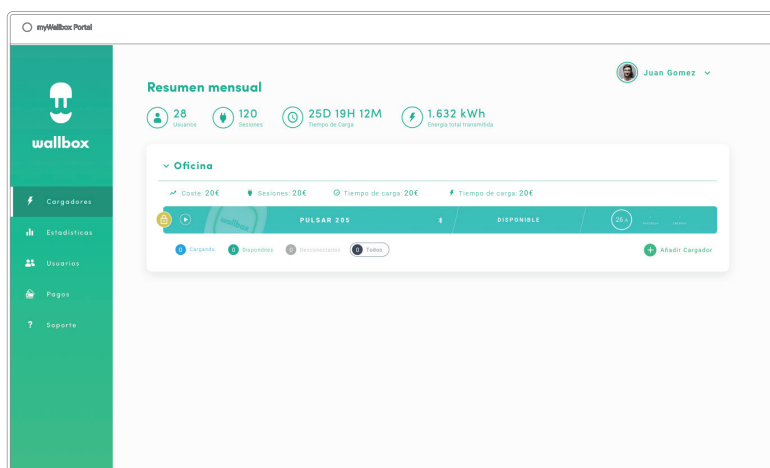 myWallbox Portal
wallbox
Cargadores
Estadísticas
Usuarios
Pagos
? Soporte
Juan Gomez
Resumen mensual
28
Usuarios
120
Sesiones
25D 19H 12M
Tiempo de Carga
1.632 kWh
Energía total transmitida
Oficina
Coste: 20€ Sesiones: 20€ Tiempo de carga: 20€ Tiempo de carga: 20€
wallbox PULSAR 205 DISPONIBLE 26 A
0 Cargando 0 Disponibles 0 Desconectados 0 Todos
Añadir Cargador